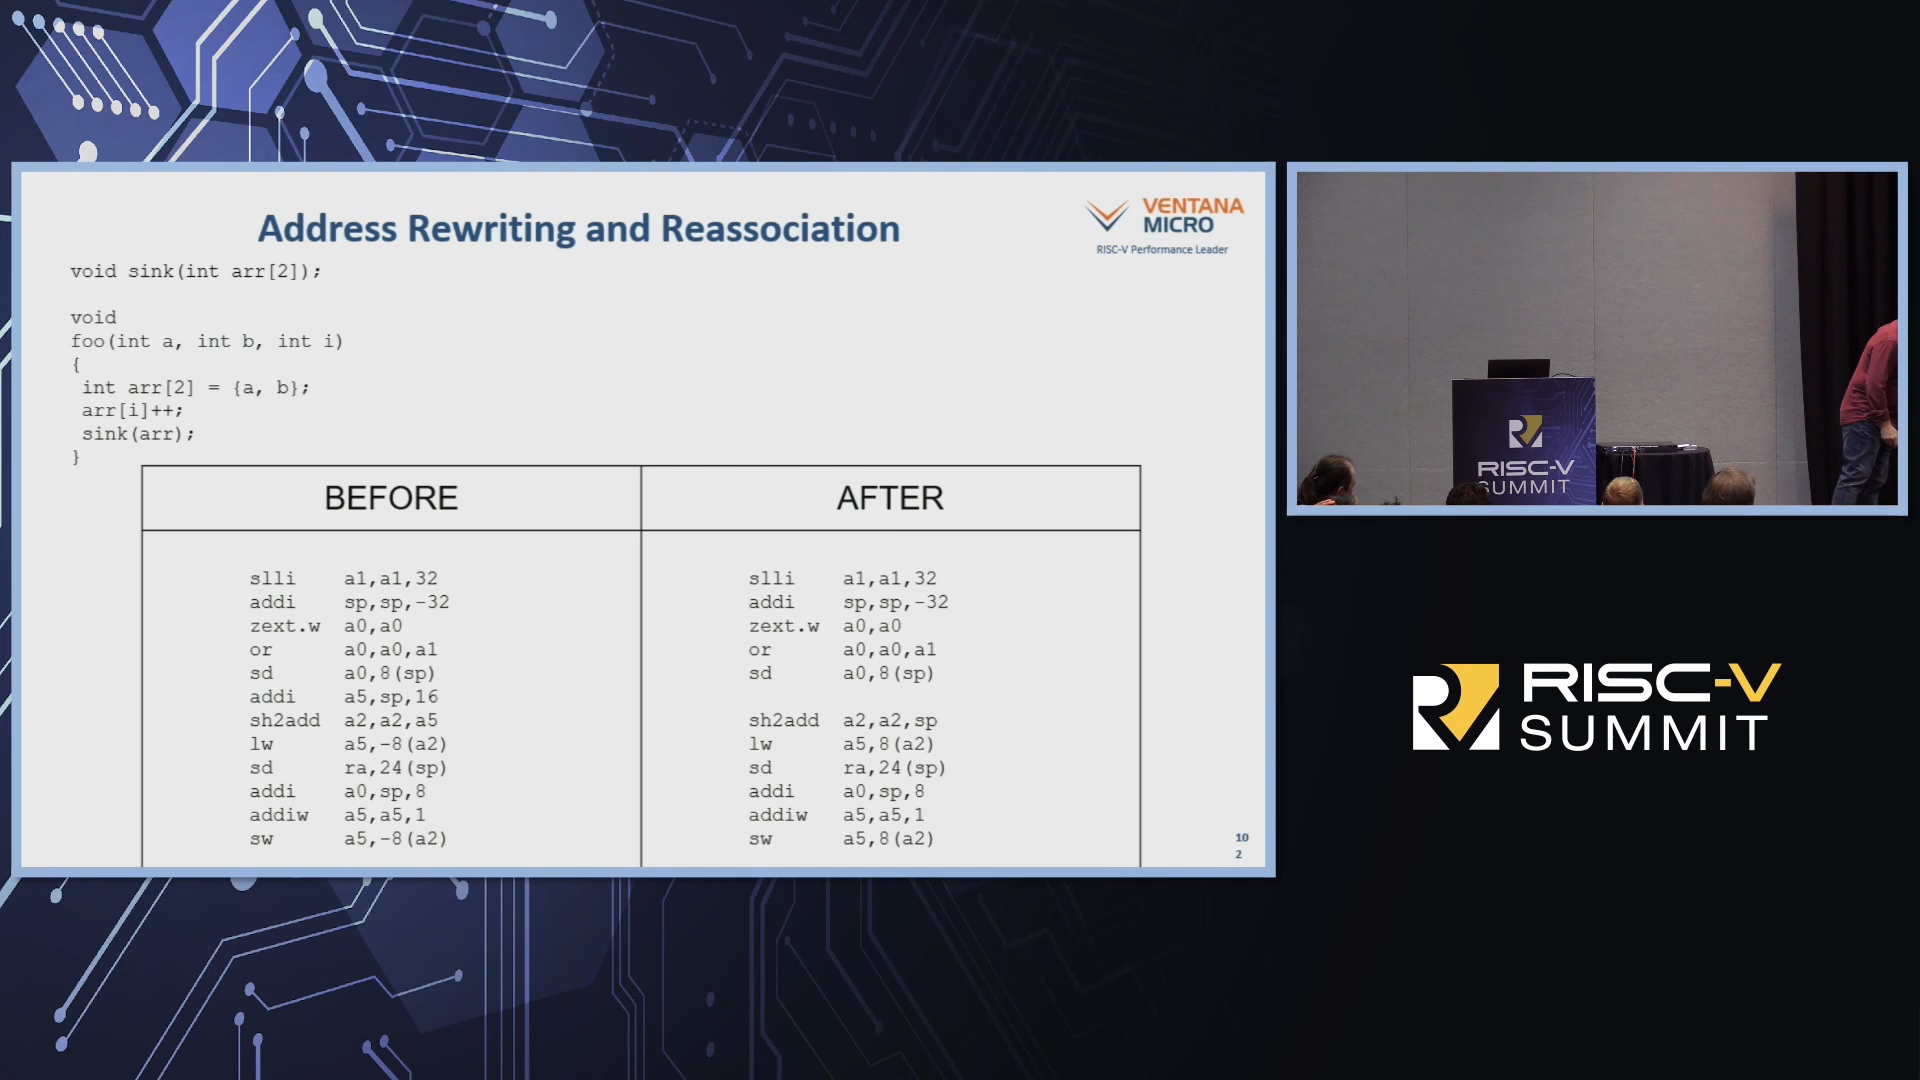 Address Rewriting and Reassociation
VENTANA
MICRO
RISC-V Performance Leader
void sink(int arr[2]);
void
foo(int a, int b, int i)
{
int arr[2] = {a, b};
arr[i]++;
sink(arr);
}
BEFORE
slli a1,a1,32
addi sp,sp,-32
zext.w a0,a0
or a0,a0,a1
sd a0,8(sp)
addi a5,sp,16
sh2add a2,a2,a5
lw a5,-8(a2)
sd ra,24(sp)
addi a0,sp,8
addiw a5,a5,1
sw a5,-8(a2)
AFTER
slli a1,a1,32
addi sp,sp,-32
zext.w a0,a0
or a0,a0,a1
sd a0,8(sp)
sh2add a2,a2,sp
lw a5,8(a2)
sd ra,24(sp)
addi a0,sp,8
addiw a5,a5,1
sw a5,8(a2)
10
2
RISC-V
SUMMIT
RISC-V
SUMMIT